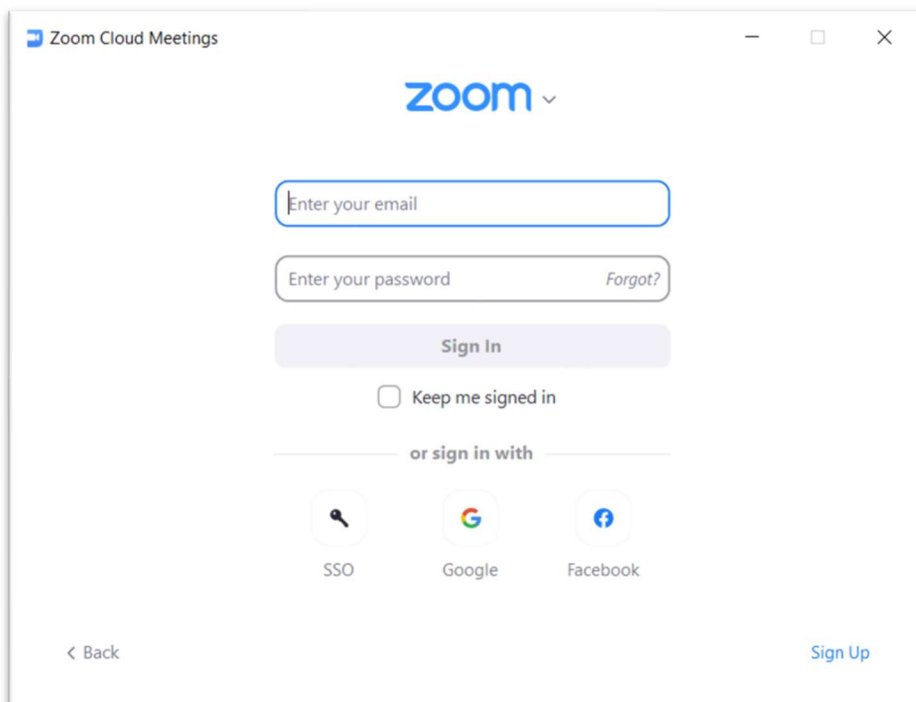 Zoom Cloud Meetings
zoom
Enter your email
Enter your password Forgot?
Sign In
Keep me signed in
or sign in with
SSO Google Facebook
Back Sign Up